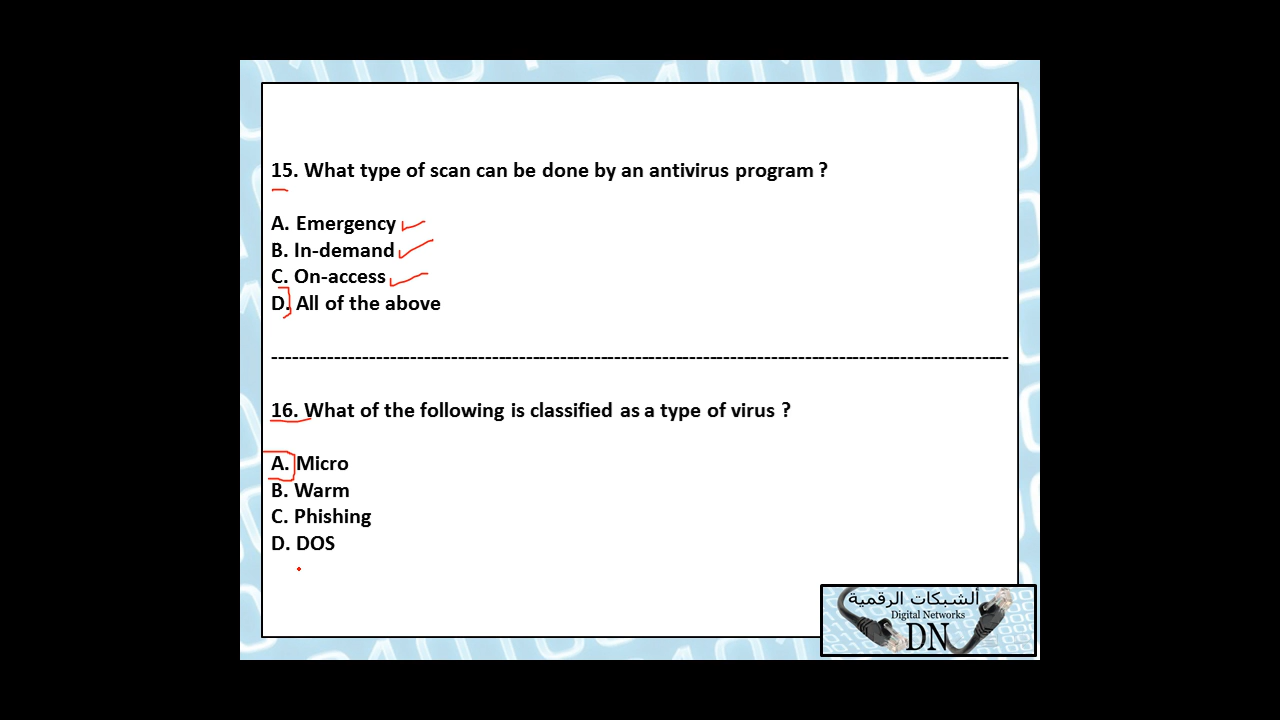 15. What type of scan can be done by an antivirus program ?
A. Emergency
B. In-demand
C. On-access
D. All of the above
--------------------------------------------------------------------------------------------------------
16. What of the following is classified as a type of virus ?
A. Micro
B. Warm
C. Phishing
D. DOS
ألشبكات الرقمية
Digital Networks
DN